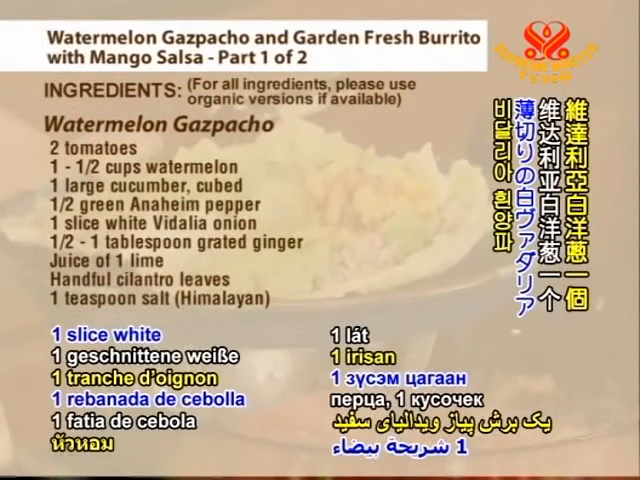 Watermelon Gazpacho and Garden Fresh Burrito
with Mango Salsa - Part 1 of 2
INGREDIENTS: (For all ingredients, please use
organic versions if available)
Watermelon Gazpacho
2 tomatoes
1 - 1/2 cups watermelon
1 large cucumber, cubed
1/2 green Anaheim pepper
1 slice white Vidalia onion
1/2 - 1 tablespoon grated ginger
Juice of 1 lime
Handful cilantro leaves
1 teaspoon salt (Himalayan)
維達利亞白洋蔥一個
维达利亚白洋葱一个
薄切りの白ヴァダリア
비달리아 흰양파
1 slice white
1 geschnittene weiße
1 tranche d'oignon
1 rebanada de cebolla
1 fatia de cebola
หัวหอม
1 lát
1 irisan
1 зүсэм цагаан
перца, 1 кусочек
یک برش پیاز ویدالیای سفید
1 شريحة بيضاء